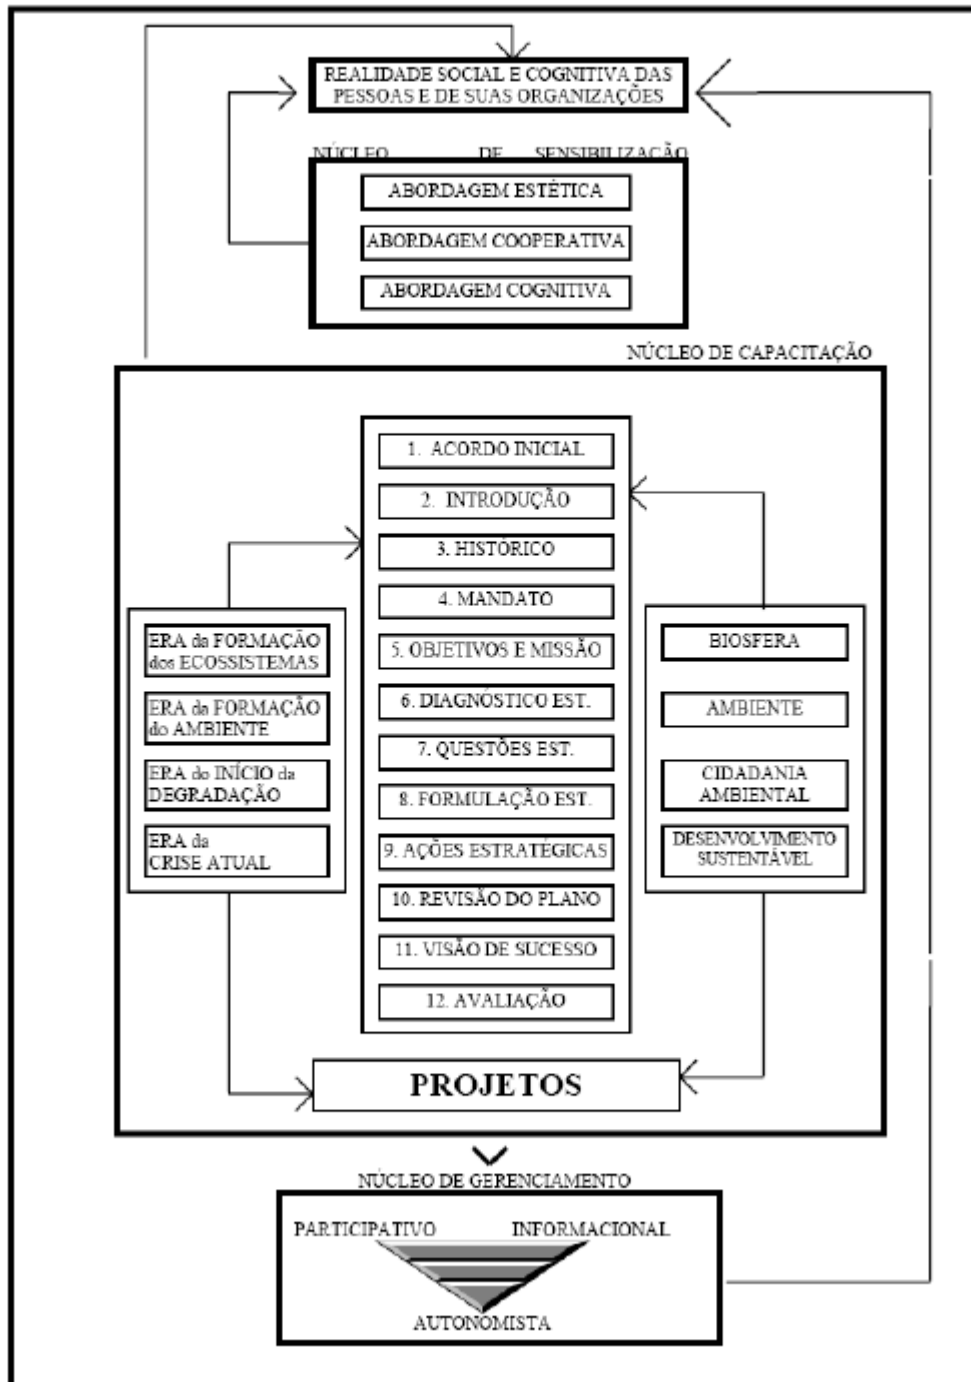 REALIDADE SOCIAL E COGNITIVA DAS
PESSOAS E DE SUAS ORGANIZAÇÕES
NÚCLEO DE SENSIBILIZAÇÃO
ABORDAGEM ESTÉTICA
ABORDAGEM COOPERATIVA
ABORDAGEM COGNITIVA
NÚCLEO DE CAPACITAÇÃO
1. ACORDO INICIAL
2. INTRODUÇÃO
3. HISTÓRICO
4. MANDATO
5. OBJETIVOS E MISSÃO
6. DIAGNÓSTICO EST.
7. QUESTÕES EST.
8. FORMULAÇÃO EST.
9. AÇÕES ESTRATÉGICAS
10. REVISÃO DO PLANO
11. VISÃO DE SUCESSO
12. AVALIAÇÃO
ERA da FORMAÇÃO
dos ECOSSISTEMAS
ERA da FORMAÇÃO
do AMBIENTE
ERA do INÍCIO da
DEGRADAÇÃO
ERA da
CRISE ATUAL
BIOSFERA
AMBIENTE
CIDADANIA
AMBIENTAL
DESENVOLVIMENTO
SUSTENTÁVEL
PROJETOS
NÚCLEO DE GERENCIAMENTO
PARTICIPATIVO INFORMACIONAL
AUTONOMISTA